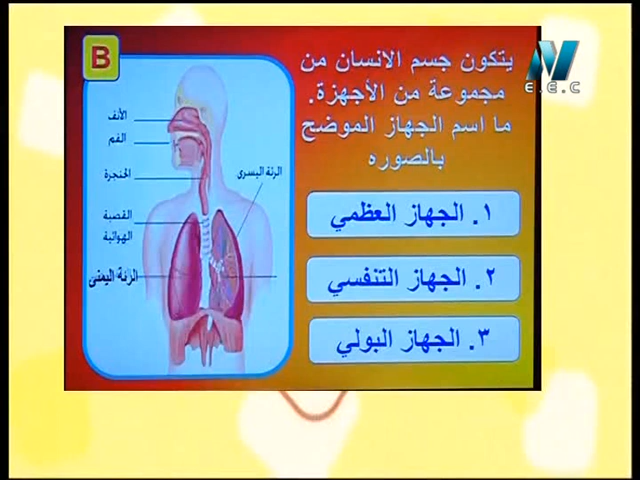 B
يتكون جسم الانسان من
مجموعة من الأجهزة.
ما اسم الجهاز الموضح
بالصوره
١. الجهاز العظمي
٢. الجهاز التنفسي
٣. الجهاز البولي
الأنف
الفم
الحنجرة
الرئة اليسرى
القصبة
الهوائية
الرئة اليمنى
E.E.C